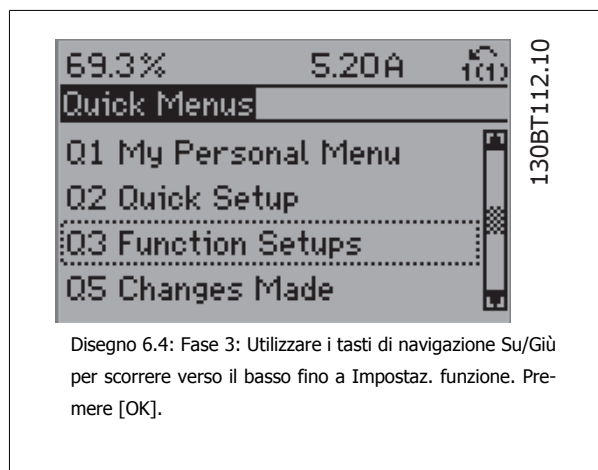 69.3% 5.20A 1(1)
Quick Menus
Q1 My Personal Menu
Q2 Quick Setup
Q3 Function Setups
Q5 Changes Made
130BT112.10
Disegno 6.4: Fase 3: Utilizzare i tasti di navigazione Su/Giù
per scorrere verso il basso fino a Impostaz. funzione. Pre-
mere [OK].